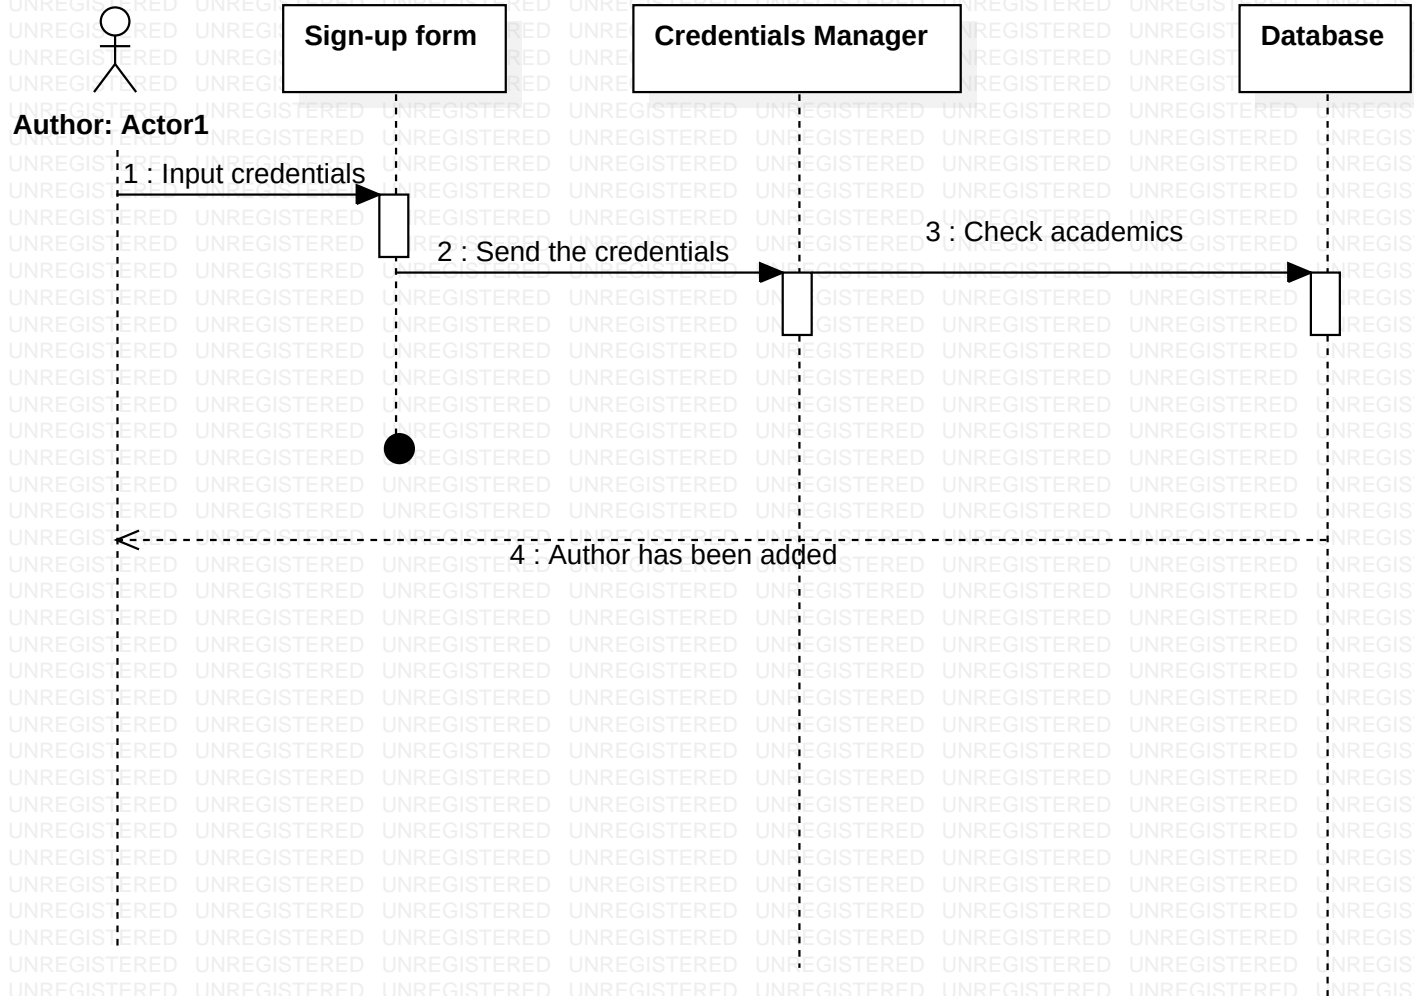 Sign-up form
Credentials Manager
Database
Author: Actor1
1 : Input credentials
2 : Send the credentials
3 : Check academics
4 : Author has been added
UNREGISTERED